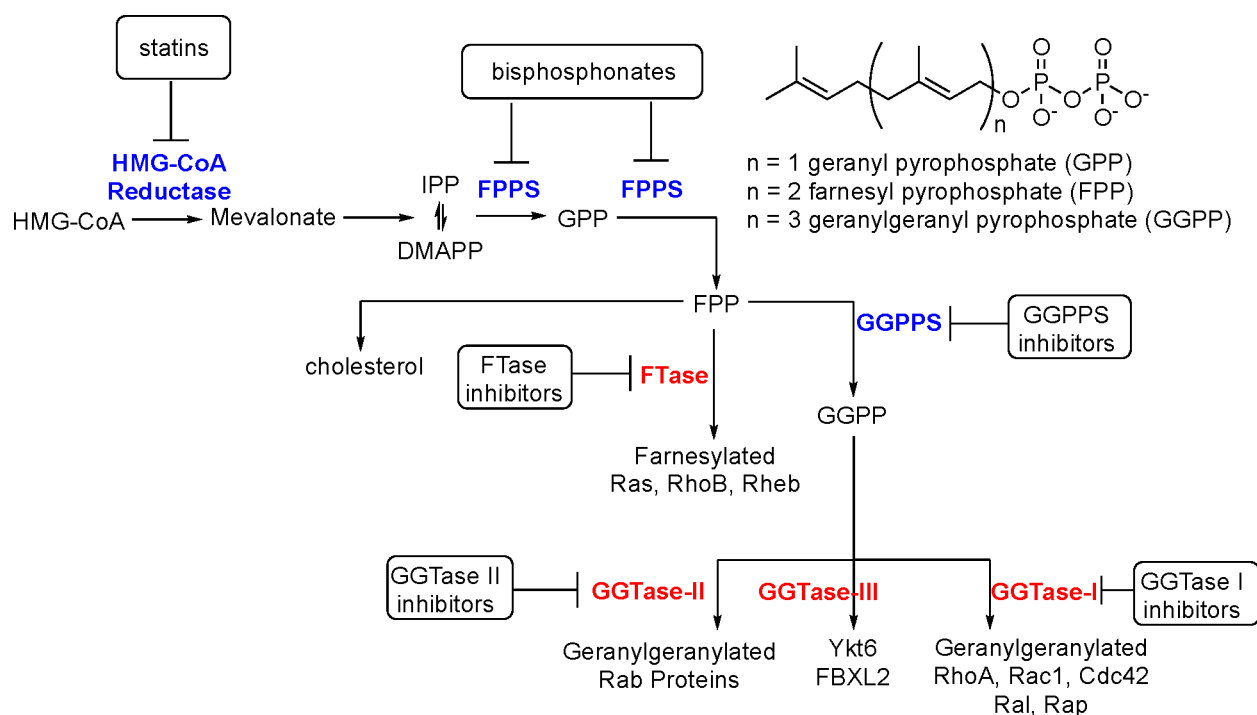 statins
bisphosphonates
HMG-CoA
Reductase
HMG-CoA
Mevalonate
IPP
DMAPP
FPPS
GPP
FPPS
O
O
O
P
O
P
O-
O-
O-
n
n = 1 geranyl pyrophosphate (GPP)
n = 2 farnesyl pyrophosphate (FPP)
n = 3 geranylgeranyl pyrophosphate (GGPP)
FPP
cholesterol
FTase
inhibitors
FTase
GGPPS
GGPPS
inhibitors
GGPP
Farnesylated
Ras, RhoB, Rheb
GGTase II
inhibitors
GGTase-II
GGTase-III
GGTase-I
GGTase I
inhibitors
Geranylgeranylated
Rab Proteins
Ykt6
FBXL2
Geranylgeranylated
RhoA, Rac1, Cdc42
Ral, Rap